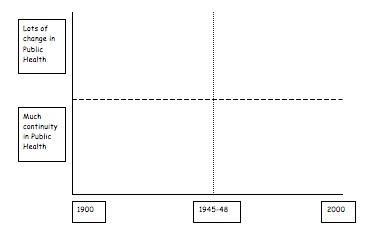 Lots of
change in
Public
Health
Much
continuity
in Public
Health
1900
1945-48
2000